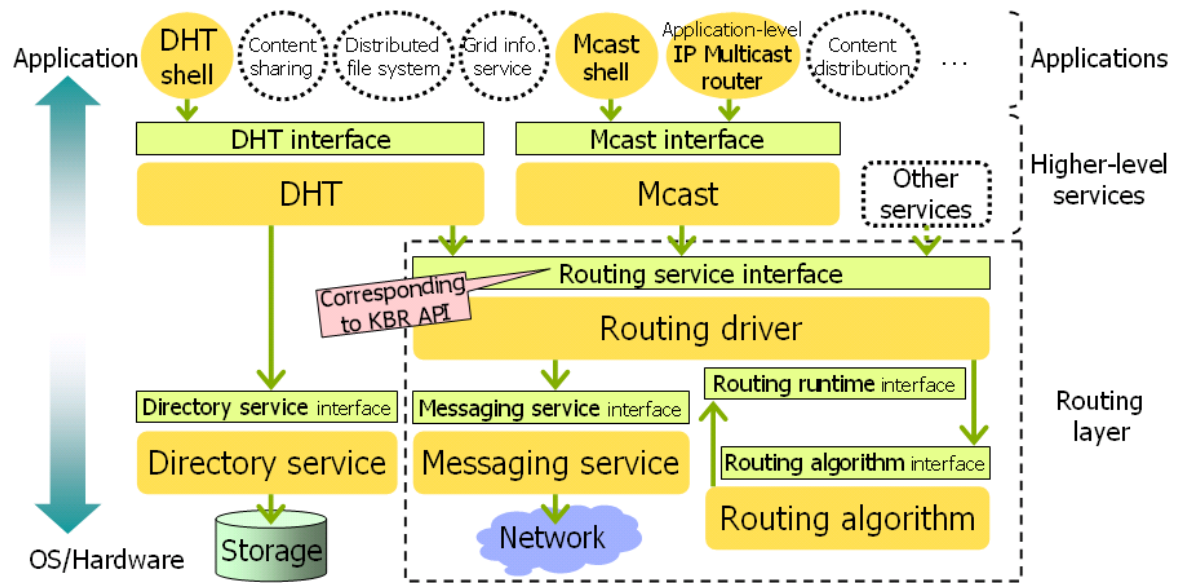 Application
DHT
shell
Content
sharing
Distributed
file system
Grid info.
service
Mcast
shell
Application-level
IP Multicast
router
Content
distribution
...
Applications
DHT interface
Mcast interface
DHT
Mcast
Other
services
Higher-level
services
Routing service interface
Corresponding
to KBR API
Routing driver
Routing runtime interface
Directory service interface
Messaging service interface
Routing
layer
Directory service
Messaging service
Routing algorithm interface
Routing algorithm
Storage
Network
OS/Hardware